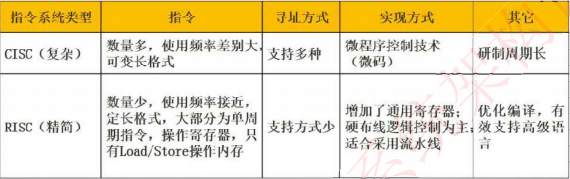 指令系统类型 指令 寻址方式 实现方式 其它
CISC（复杂） 数量多，使用频率差别大，可变长格式 支持多种 微程序控制技术（微码） 研制周期长
RISC（精简） 数量少，使用频率接近，定长格式，大部分为单周期指令，操作寄存器，只有Load/Store操作内存 支持方式少 增加了通用寄存器；硬布线逻辑控制为主；适合采用流水线 优化编译，有效支持高级语言